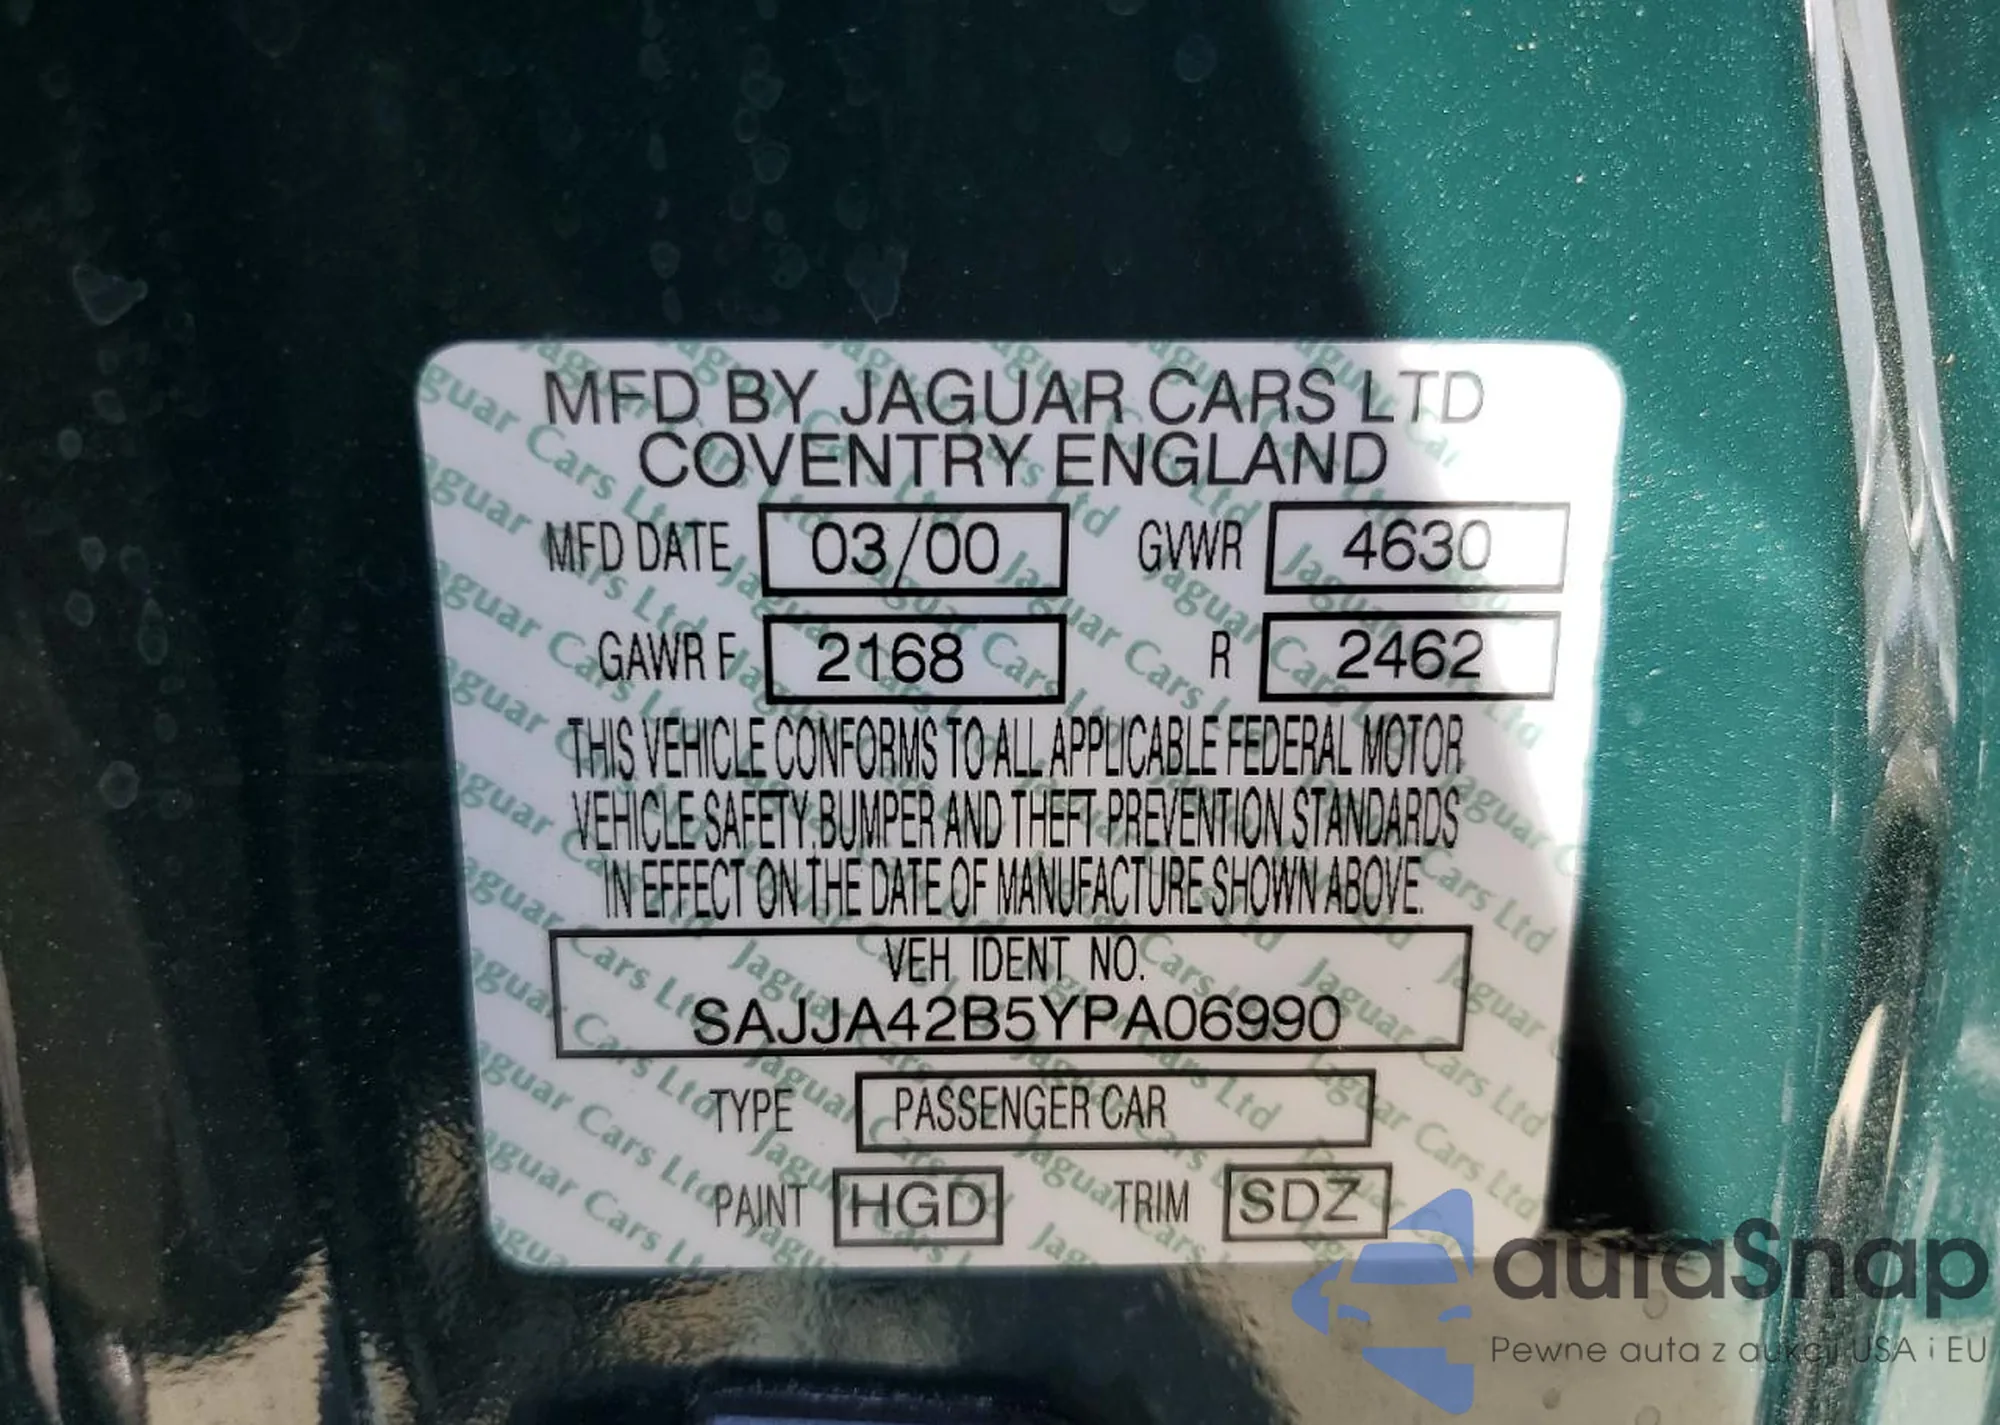 MFD BY JAGUAR CARS LTD
COVENTRY ENGLAND
MFD DATE 03/00 GVWR 4630
GAWR F 2168 R 2462
THIS VEHICLE CONFORMS TO ALL APPLICABLE FEDERAL MOTOR
VEHICLE SAFETY, BUMPER AND THEFT PREVENTION STANDARDS
IN EFFECT ON THE DATE OF MANUFACTURE SHOWN ABOVE.
VEH IDENT NO.
SAJJA42B5YPA06990
TYPE PASSENGER CAR
PAINT HGD TRIM SDZ
autaSnap
Pewne auta z aukcji USA i EU